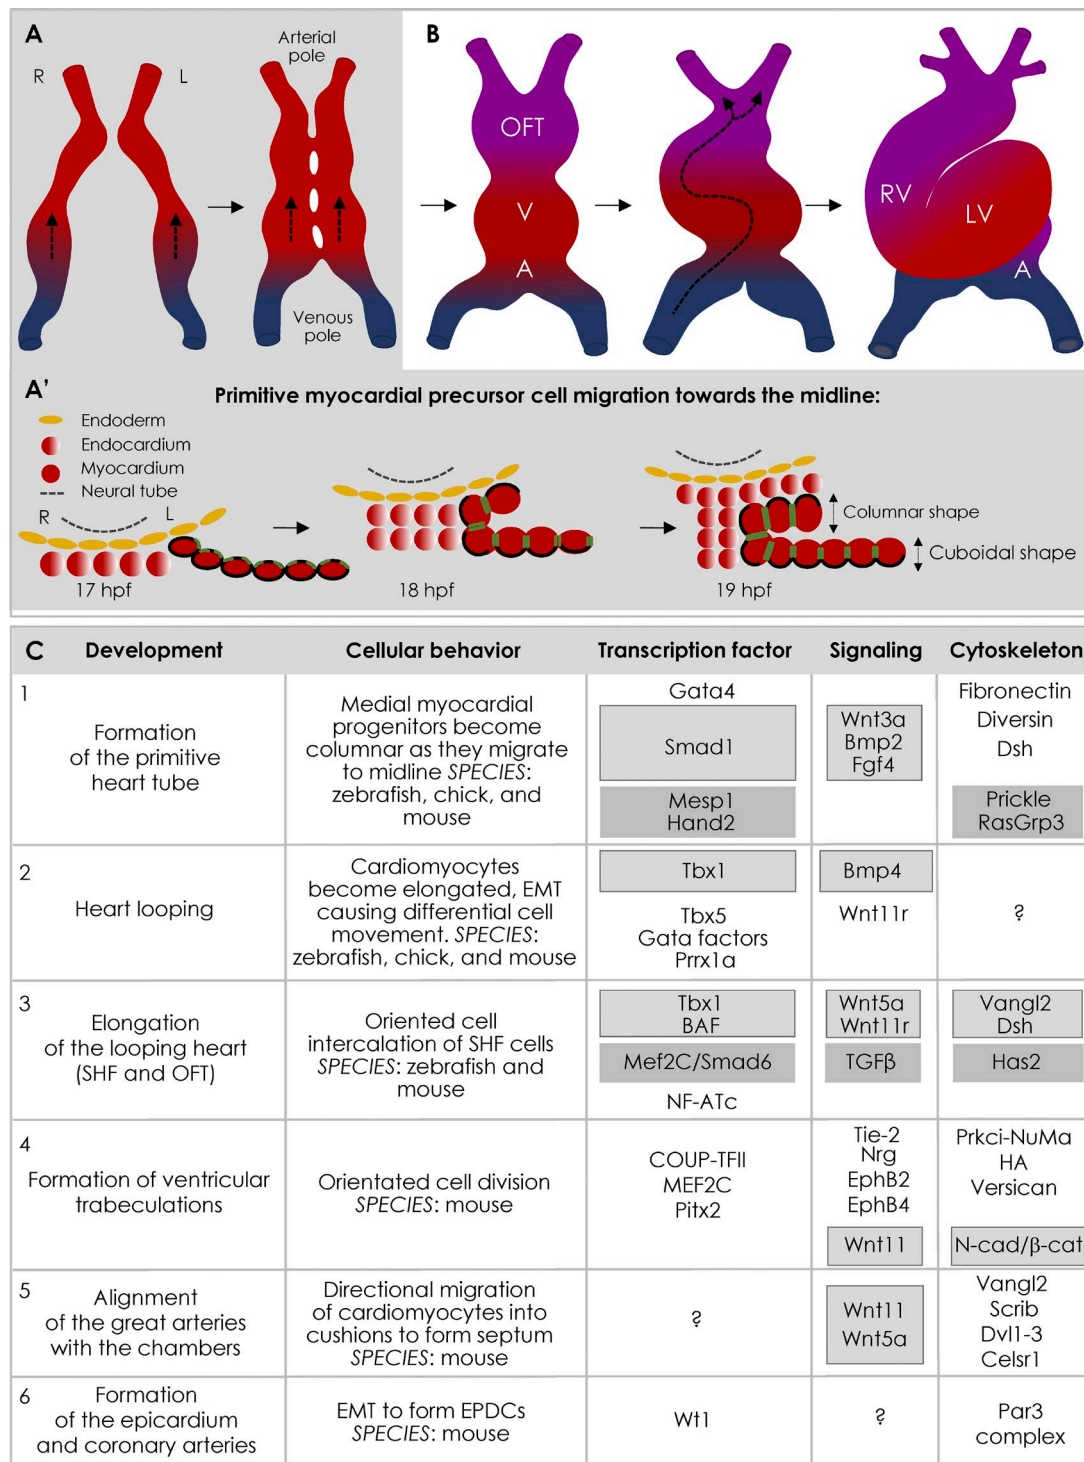 A
R
L
Arterial
pole
Venous
pole
B
OFT
V
A
RV
LV
A
A'
Primitive myocardial precursor cell migration towards the midline:
Endoderm
Endocardium
Myocardium
Neural tube
R
L
17 hpf
18 hpf
19 hpf
Columnar shape
Cuboidal shape
C
Development
Cellular behavior
Transcription factor
Signaling
Cytoskeleton
1
Formation
of the primitive
heart tube
Medial myocardial
progenitors become
columnar as they migrate
to midline SPECIES:
zebrafish, chick, and
mouse
Gata4
Smad1
Mesp1
Hand2
Wnt3a
Bmp2
Fgf4
Fibronectin
Diversin
Dsh
Prickle
RasGrp3
2
Heart looping
Cardiomyocytes
become elongated, EMT
causing differential cell
movement. SPECIES:
zebrafish, chick, and mouse
Tbx1
Tbx5
Gata factors
Prrx1a
Bmp4
Wnt11r
?
3
Elongation
of the looping heart
(SHF and OFT)
Oriented cell
intercalation of SHF cells
SPECIES: zebrafish and
mouse
Tbx1
BAF
Mef2C/Smad6
NF-ATc
Wnt5a
Wnt11r
TGFβ
Vangl2
Dsh
Has2
4
Formation of ventricular
trabeculations
Orientated cell division
SPECIES: mouse
COUP-TFII
MEF2C
Pitx2
Tie-2
Nrg
EphB2
EphB4
Wnt11
Prkci-NuMa
HA
Versican
N-cad/β-cat
5
Alignment
of the great arteries
with the chambers
Directional migration
of cardiomyocytes into
cushions to form septum
SPECIES: mouse
?
Wnt11
Wnt5a
Vangl2
Scrib
Dvl1-3
Celsr1
6
Formation
of the epicardium
and coronary arteries
EMT to form EPDCs
SPECIES: mouse
Wt1
?
Par3
complex